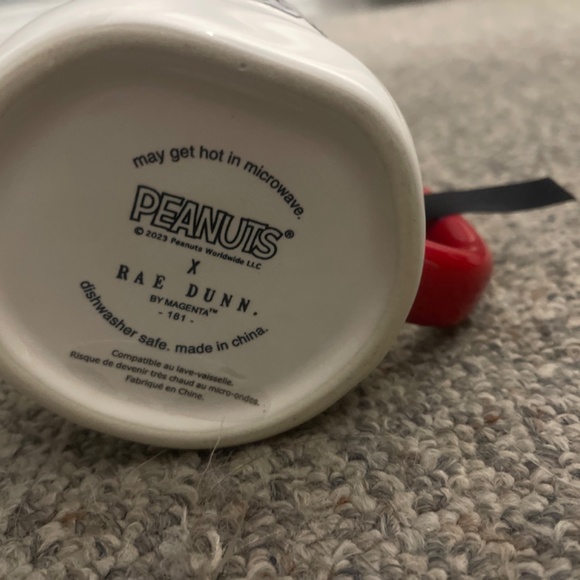 may get hot in microwave.
PEANUTS®
© 2023 Peanuts Worldwide LLC
X
RAE DUNN.
BY MAGENTA™
- 161 -
dishwasher safe. made in china.
Compatible au lave-vaisselle.
Risque de devenir très chaud au micro-ondes.
Fabriqué en Chine.